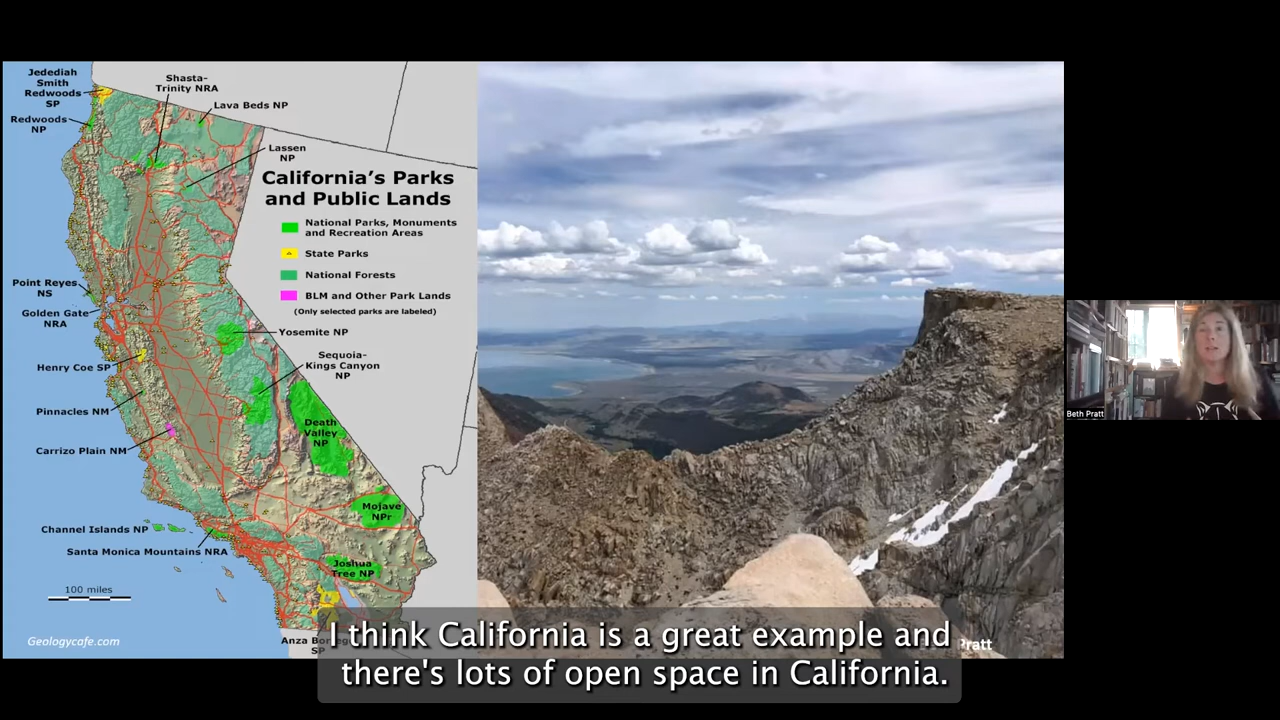 Jedediah
Smith
Redwoods
SP
Shasta-
Trinity NRA
Lava Beds NP
Redwoods
NP
Lassen
NP
California's Parks
and Public Lands
National Parks, Monuments
and Recreation Areas
State Parks
National Forests
BLM and Other Park Lands
(Only selected parks are labeled)
Point Reyes
NS
Golden Gate
NRA
Yosemite NP
Henry Coe SP
Sequoia-
Kings Canyon
NP
Pinnacles NM
Death
Valley
NP
Carrizo Plain NM
Mojave
NPr
Channel Islands NP
Santa Monica Mountains NRA
Joshua
Tree NP
100 miles
Geologycafe.com
Anza
SP
Pratt
Beth Pratt
I think California is a great example and
there's lots of open space in California.